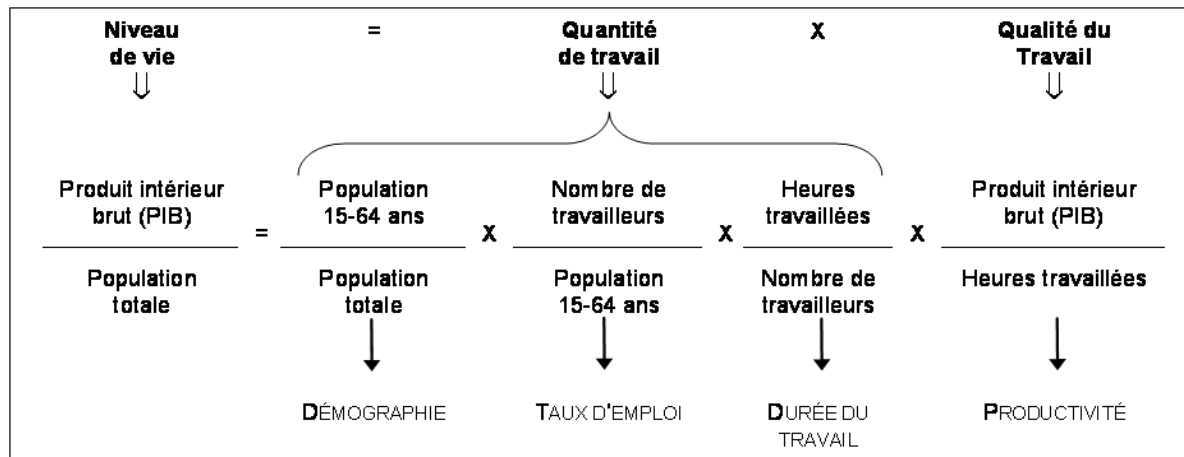 Niveau = Quantité X Qualité du
de vie de travail Travail
Produit intérieur Population Nombre de Heures Produit intérieur
brut (PIB) 15-64 ans travailleurs travaillées brut (PIB)
= X X X
Population Population Population Nombre de Heures travaillées
totale totale 15-64 ans travailleurs
DÉMOGRAPHIE TAUX D'EMPLOI DURÉE DU PRODUCTIVITÉ
TRAVAIL